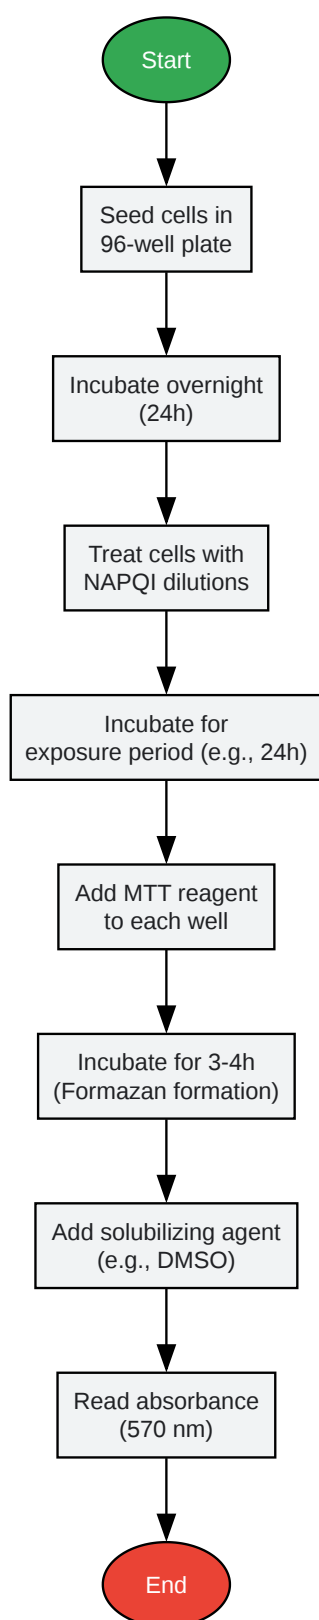 Start
Seed cells in
96-well plate
Incubate overnight
(24h)
Treat cells with
NAPQI dilutions
Incubate for
exposure period (e.g., 24h)
Add MTT reagent
to each well
Incubate for 3-4h
(Formazan formation)
Add solubilizing agent
(e.g., DMSO)
Read absorbance
(570 nm)
End